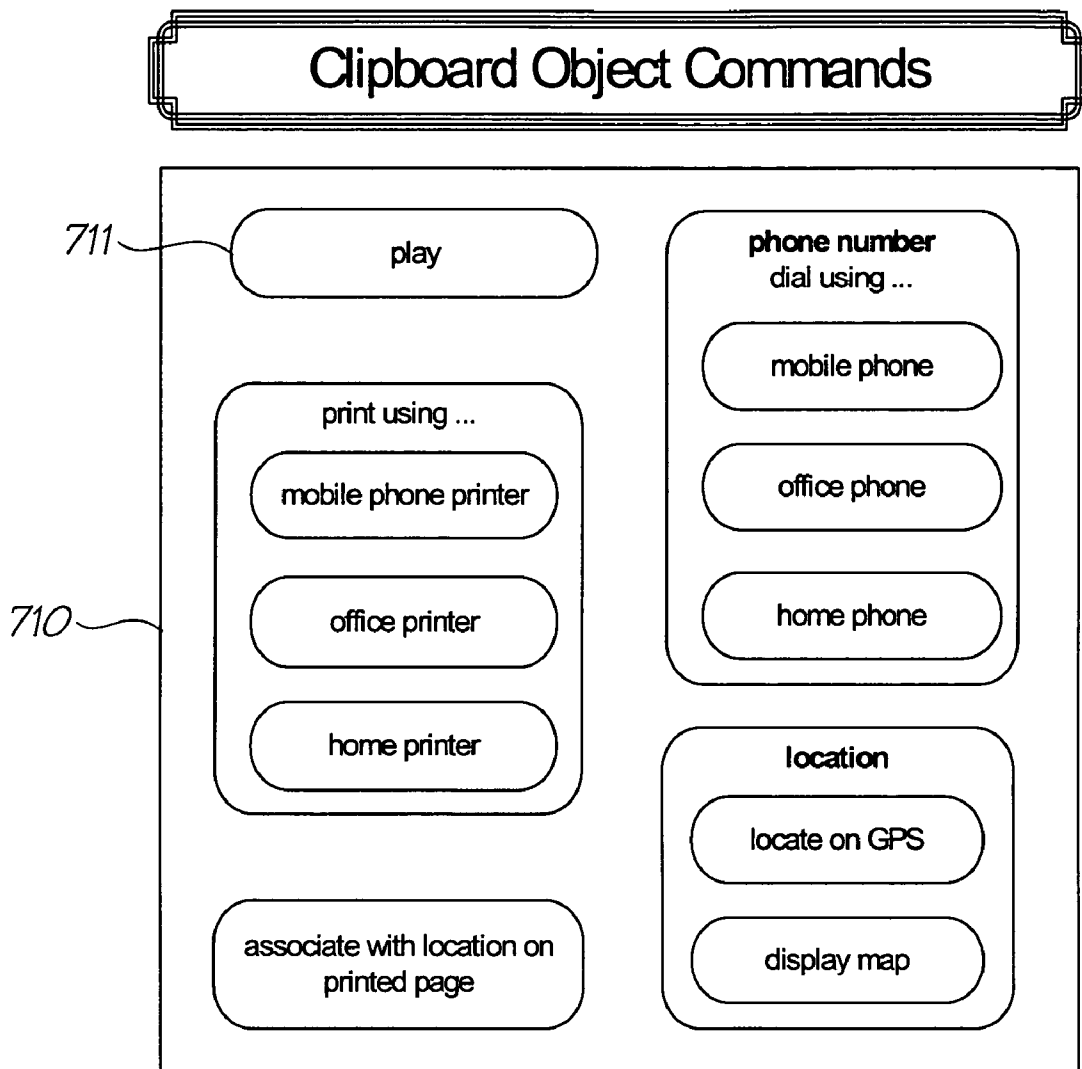 Clipboard Object Commands
711
play
print using ...
mobile phone printer
710
office printer
home printer
associate with location on
printed page
phone number
dial using ...
mobile phone
office phone
home phone
location
locate on GPS
display map